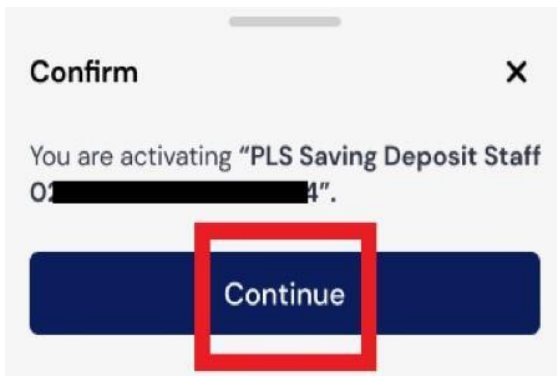 Confirm
You are activating “PLS Saving Deposit Staff
02 4”.
Continue